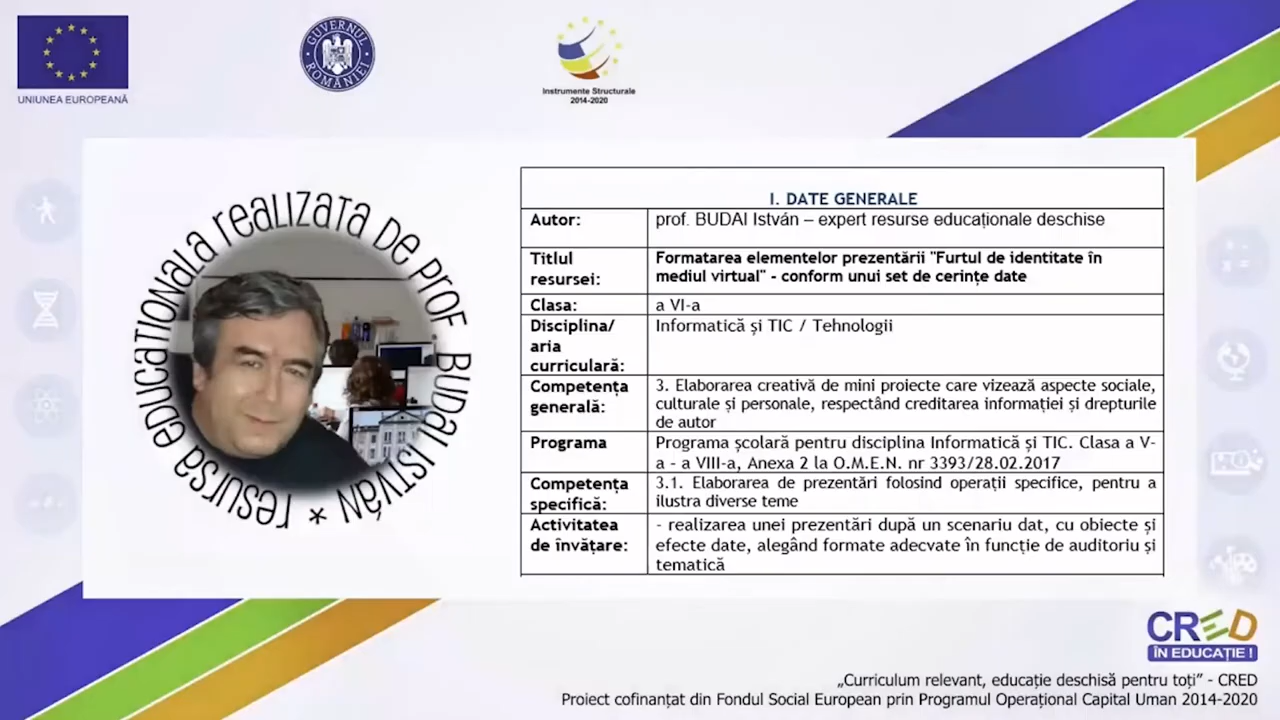 UNIUNEA EUROPEANĂ
GUVERNUL ROMÂNIEI
Instrumente Structurale
2014-2020
resursa educațională realizată de prof Budai István *
I. DATE GENERALE
Autor: prof. BUDAI István – expert resurse educaționale deschise
Titlul resursei:
Formatarea elementelor prezentării "Furtul de identitate în
mediul virtual" - conform unui set de cerințe date
Clasa: a VI-a
Disciplina/
aria
curriculară:
Informatică și TIC / Tehnologii
Competența
generală:
3. Elaborarea creativă de mini proiecte care vizează aspecte sociale,
culturale și personale, respectând creditarea informației și drepturile
de autor
Programa
Programa școlară pentru disciplina Informatică și TIC. Clasa a V-
a - a VIII-a, Anexa 2 la O.M.E.N. nr 3393/28.02.2017
Competența
specifică:
3.1. Elaborarea de prezentări folosind operații specifice, pentru a
ilustra diverse teme
Activitatea
de învățare:
- realizarea unei prezentări după un scenariu dat, cu obiecte și
efecte date, alegând formate adecvate în funcție de auditoriu și
tematică
CRED
ÎN EDUCAȚIE !
„Curriculum relevant, educație deschisă pentru toți” - CRED
Proiect cofinanțat din Fondul Social European prin Programul Operațional Capital Uman 2014-2020